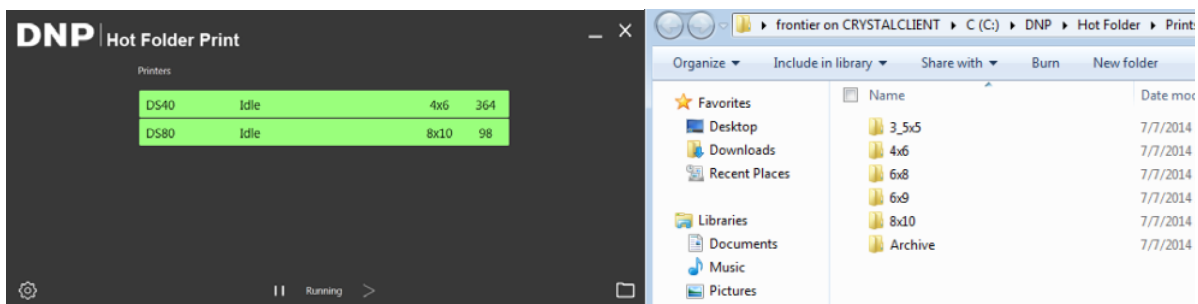 DNP Hot Folder Print
Printers
DS40 Idle 4x6 364
DS80 Idle 8x10 98
Running
frontier on CRYSTALCLIENT C (C:) DNP Hot Folder Prints
Organize Include in library Share with Burn New folder
Favorites
Desktop
Downloads
Recent Places
Libraries
Documents
Music
Pictures
Name Date mod
3_5x5 7/7/2014
4x6 7/7/2014
6x8 7/7/2014
6x9 7/7/2014
8x10 7/7/2014
Archive 7/7/2014